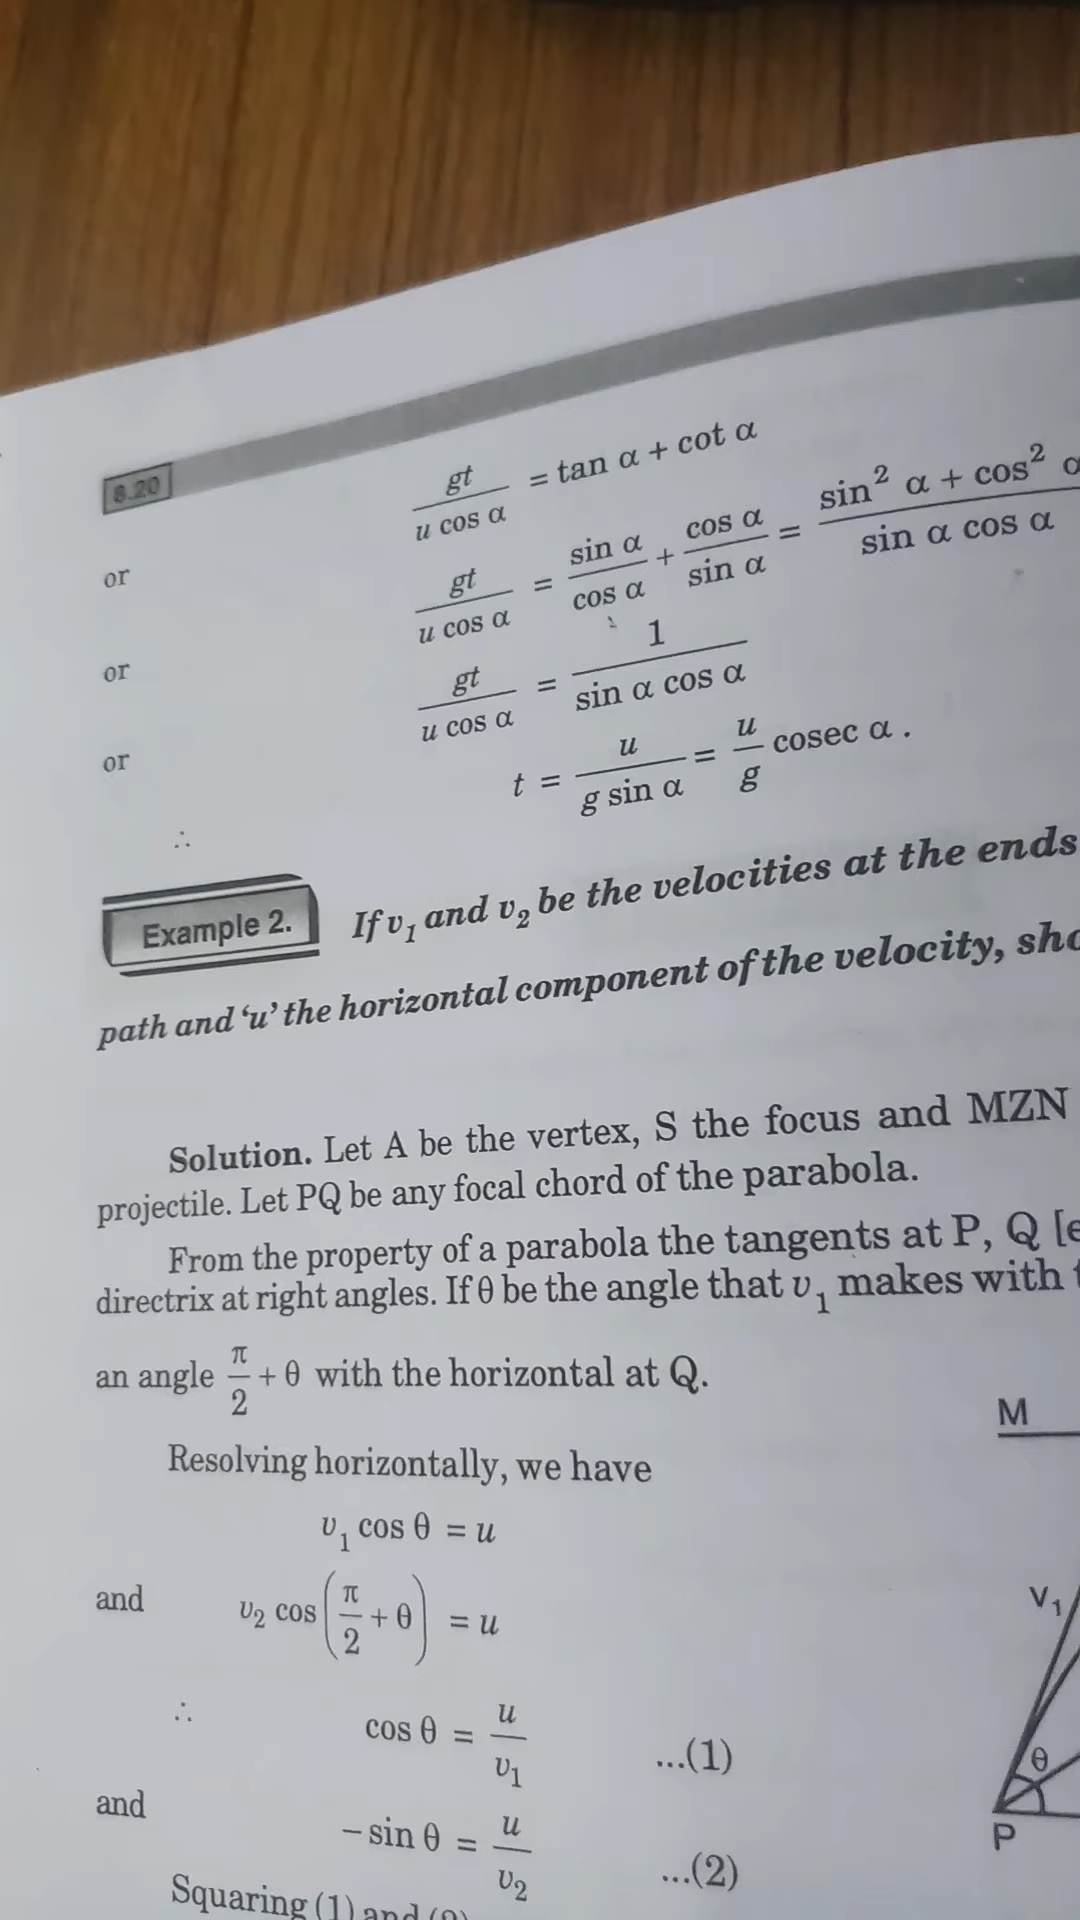 8.20
gt / u cos α = tan α + cot α
or gt / u cos α = sin α / cos α + cos α / sin α = sin² α + cos² α / sin α cos α
or gt / u cos α = 1 / sin α cos α
or t = u / g sin α = u / g cosec α .
∴
Example 2. If v₁ and v₂ be the velocities at the ends
path and ‘u’ the horizontal component of the velocity,
Solution. Let A be the vertex, S the focus and MZN
projectile. Let PQ be any focal chord of the parabola.
From the property of a parabola the tangents at P, Q
directrix at right angles. If θ be the angle that v₁ makes with
an angle π/2 + θ with the horizontal at Q.
M
Resolving horizontally, we have
v₁ cos θ = u
and v₂ cos (π/2 + θ) = u
V₁
∴ cos θ = u / v₁ ...(1)
θ
and − sin θ = u / v₂ ...(2)
P
Squaring (1) and